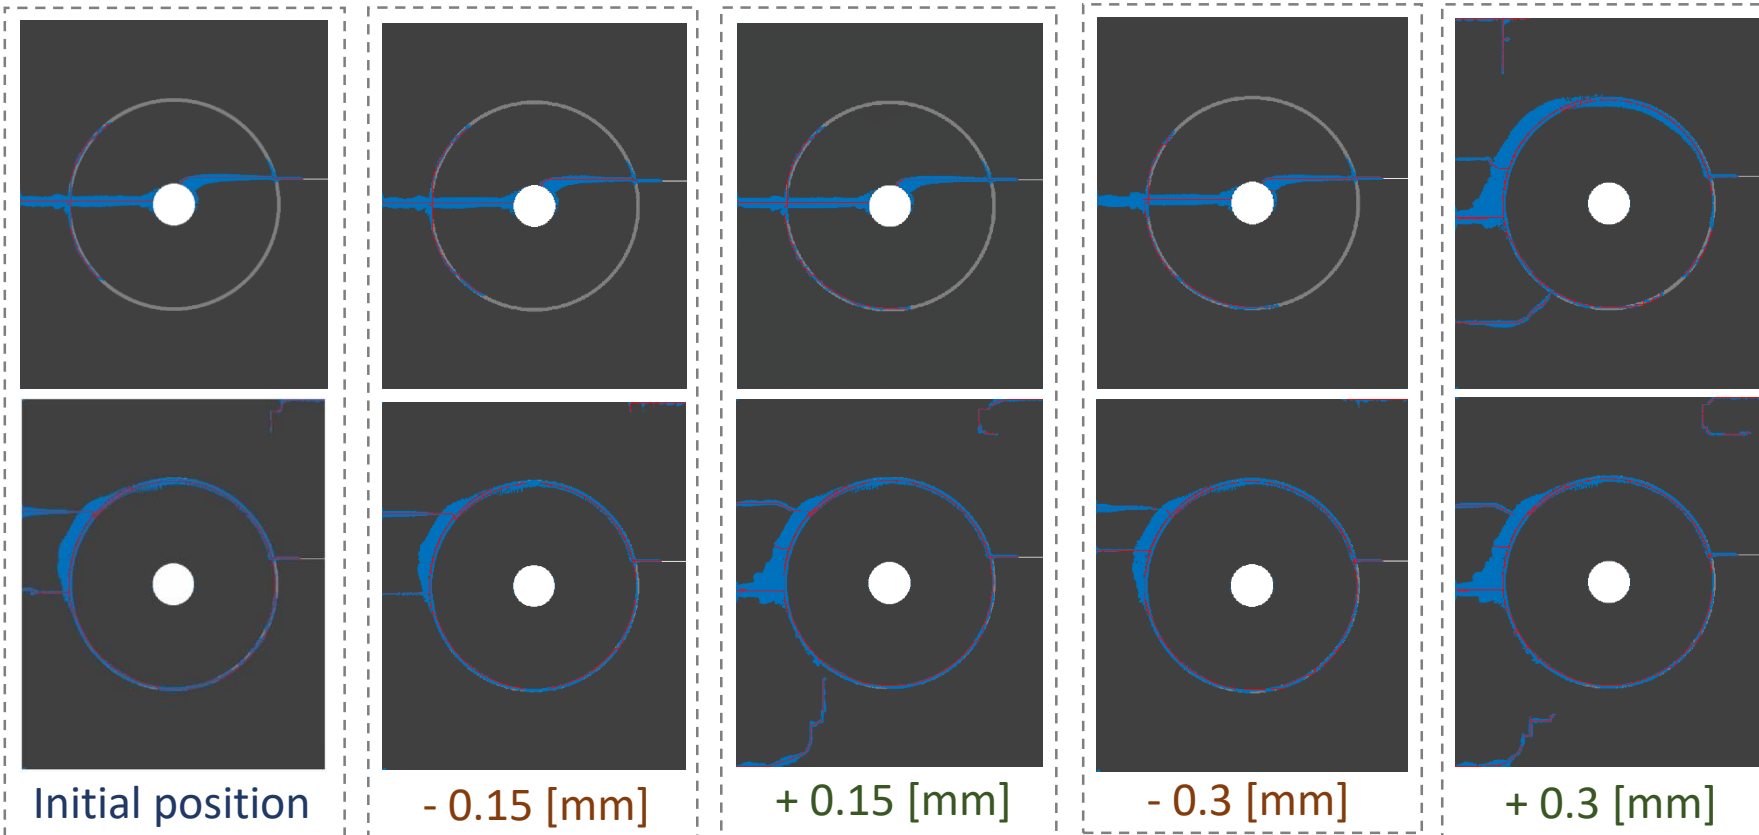 Initial position
- 0.15 [mm]
+ 0.15 [mm]
- 0.3 [mm]
+ 0.3 [mm]